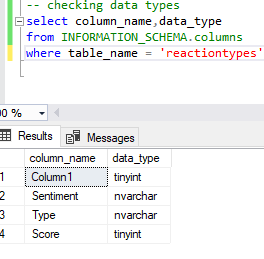 -- checking data types
select column_name,data_type
from INFORMATION_SCHEMA.columns
where table_name = 'reactiontypes'
00 %
Results Messages
column_name data_type
1 Column1 tinyint
2 Sentiment nvarchar
3 Type nvarchar
4 Score tinyint